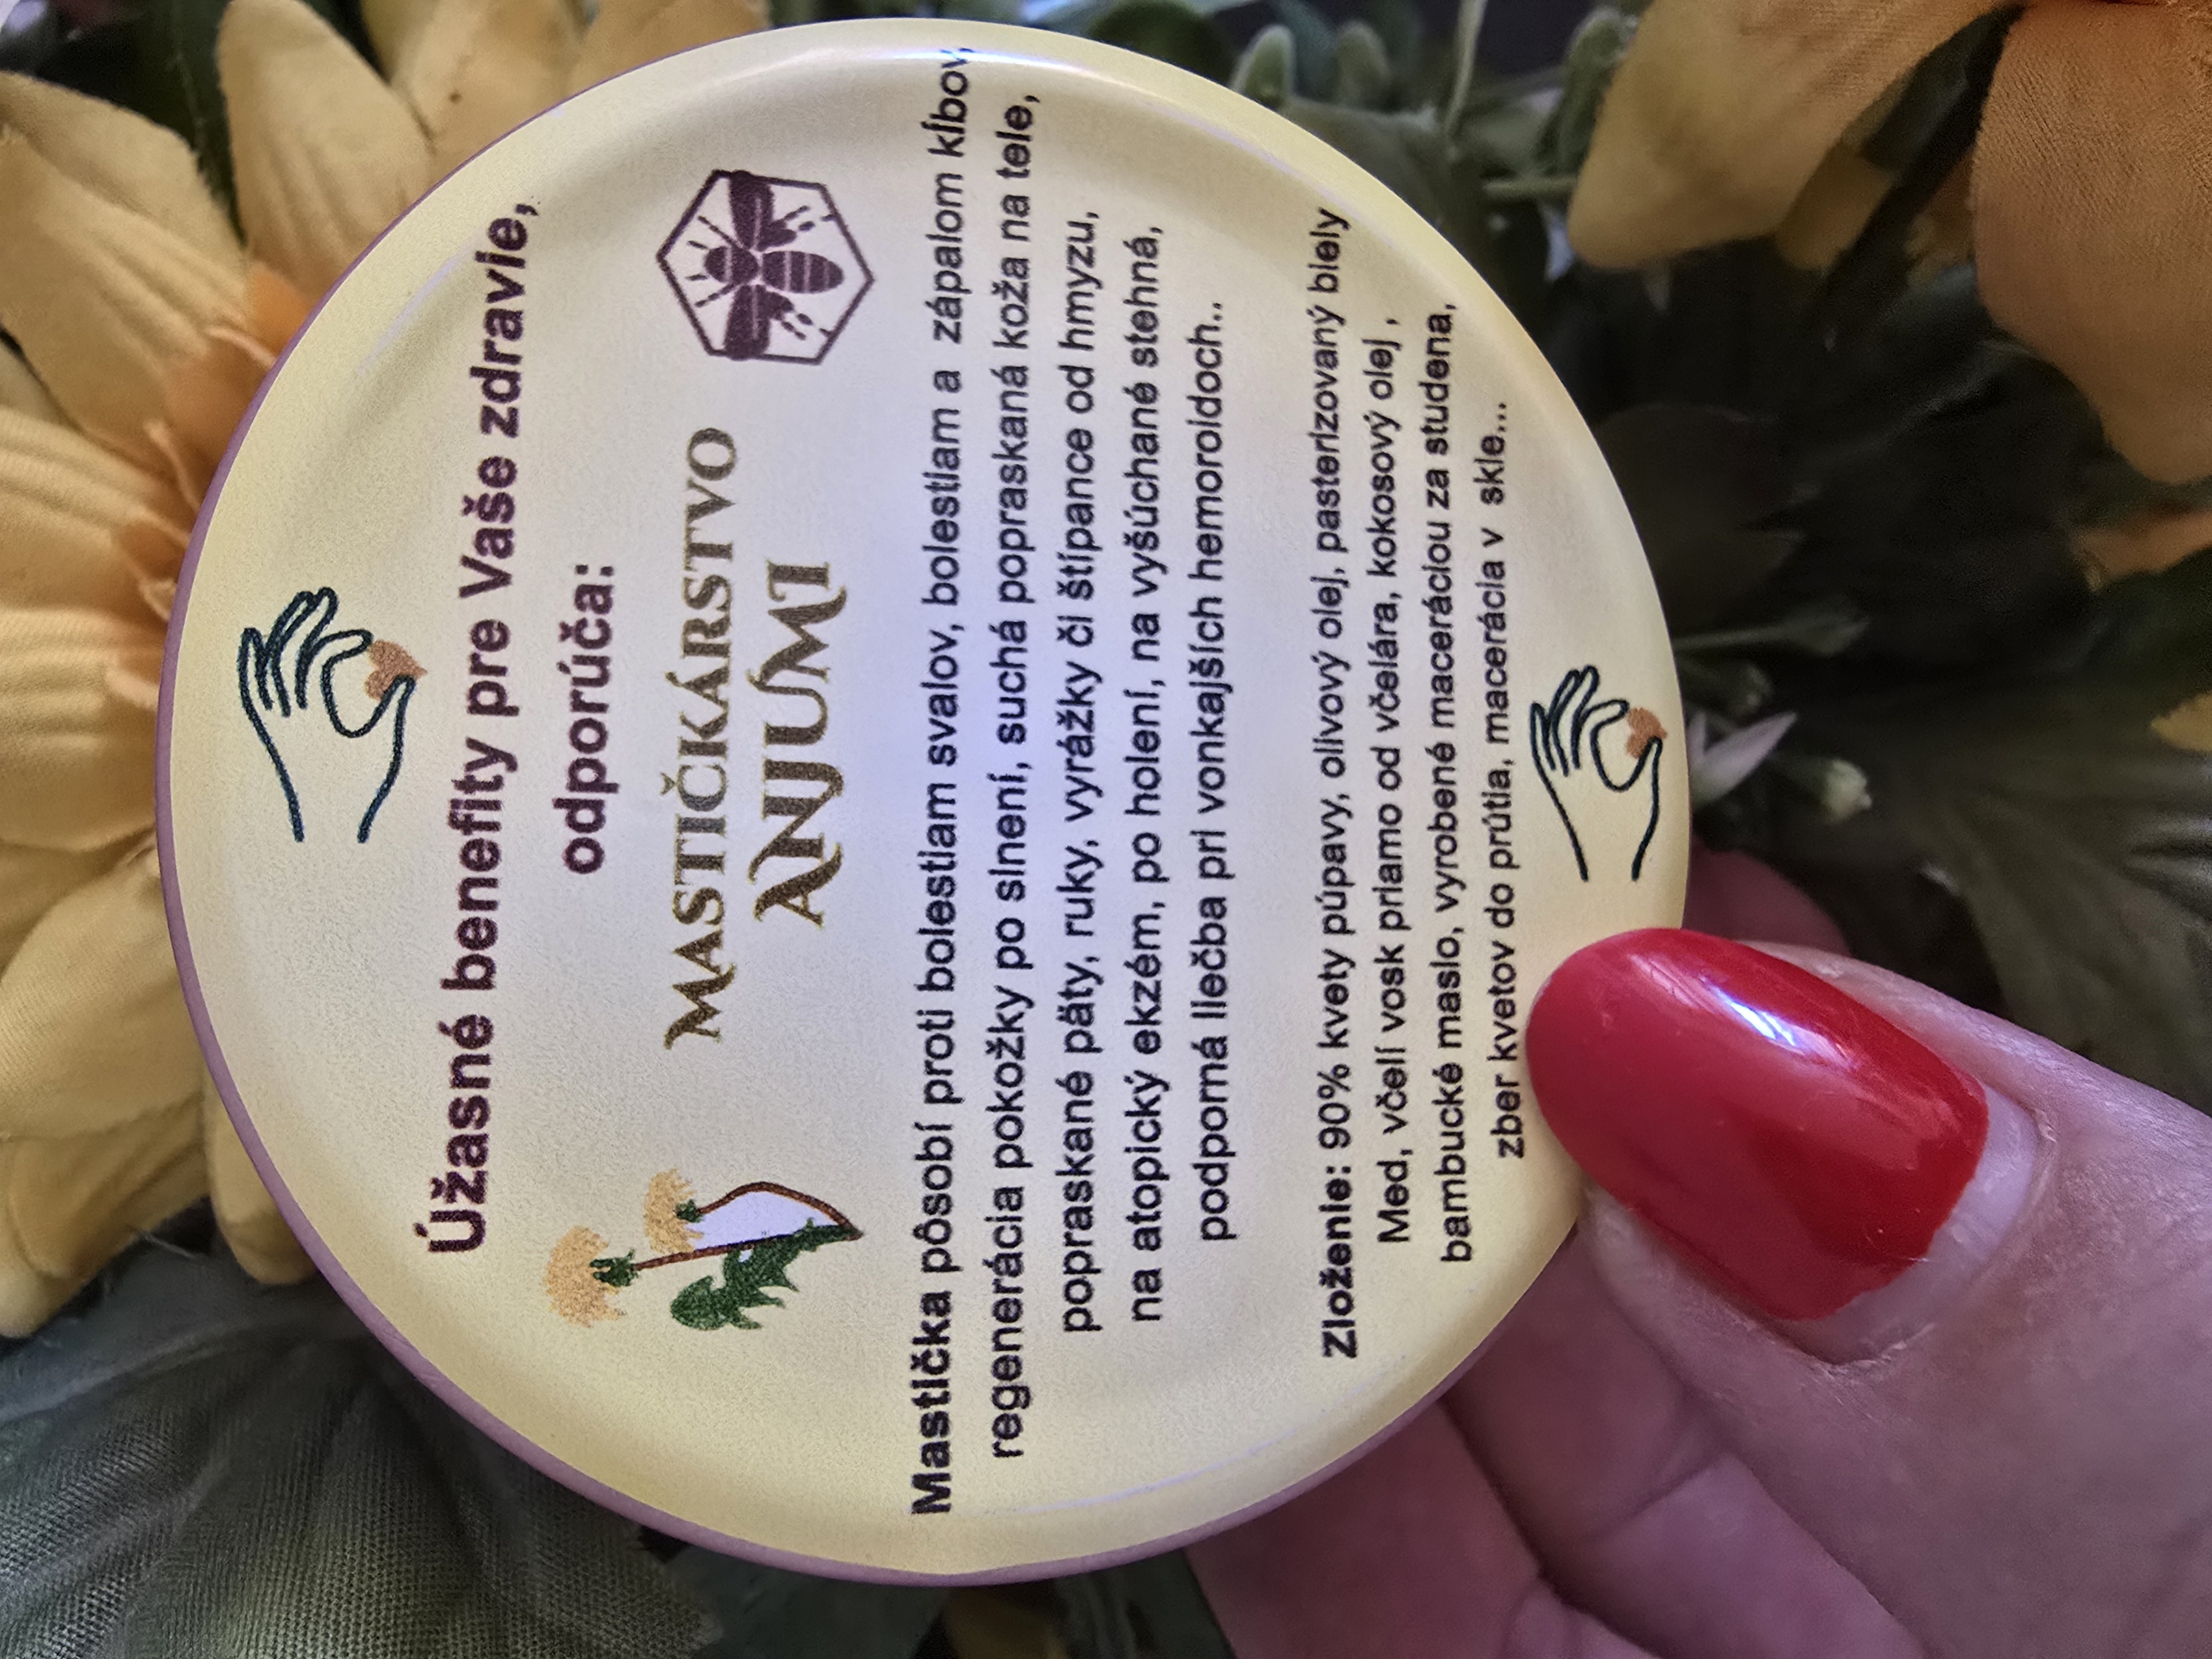 Úžasné benefity pre Vaše zdravie,
odporúča:
MASTIČKÁRSTVO
ANJUMI
Mastička pôsobí proti bolestiam svalov, bolestiam a zápalom kĺbov,
regenerácia pokožky po slnení, suchá popraskaná koža na tele,
popraskané päty, ruky, vyrážky či štípance od hmyzu,
na atopický ekzém, po holení, na vyšúchané stehná,
podporná liečba pri vonkajších hemoroidoch..
Zloženie: 90% kvety púpavy, olivový olej, pasterizovaný biely
Med, včelí vosk priamo od včelára, kokosový olej ,
bambucké maslo, vyrobené maceráciou za studena,
zber kvetov do prútia, macerácia v skle...